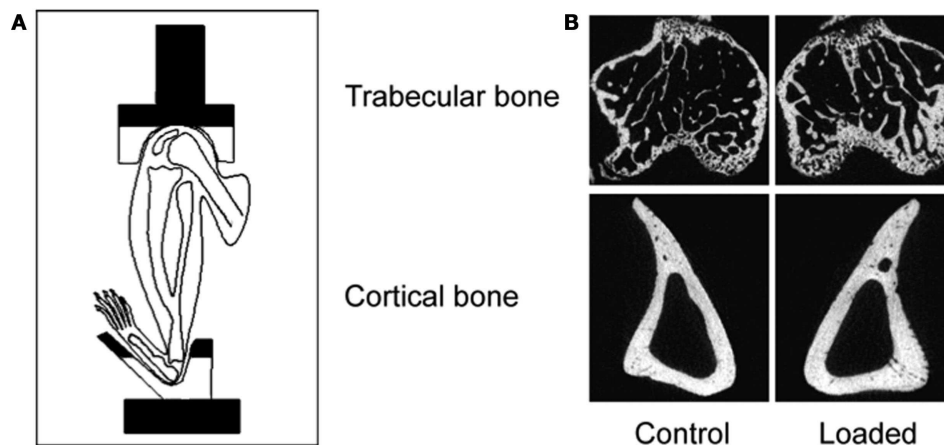 A
B
Trabecular bone
Cortical bone
Control
Loaded